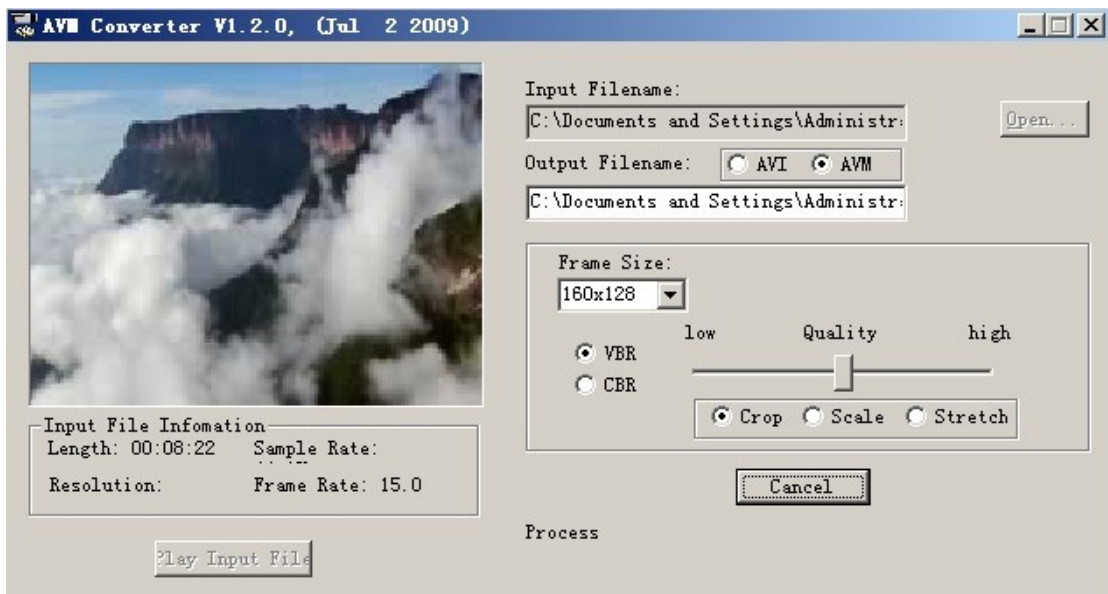 AVM Converter V1.2.0, (Jul 2 2009)
Input Filename:
C:\Documents and Settings\Administr
Open...
Output Filename:
AVI
AVM
C:\Documents and Settings\Administr
Frame Size:
160x128
low Quality high
VBR
CBR
Crop Scale Stretch
Input File Infomation
Length: 00:08:22 Sample Rate:
Resolution: Frame Rate: 15.0
Cancel
Process
Play Input File